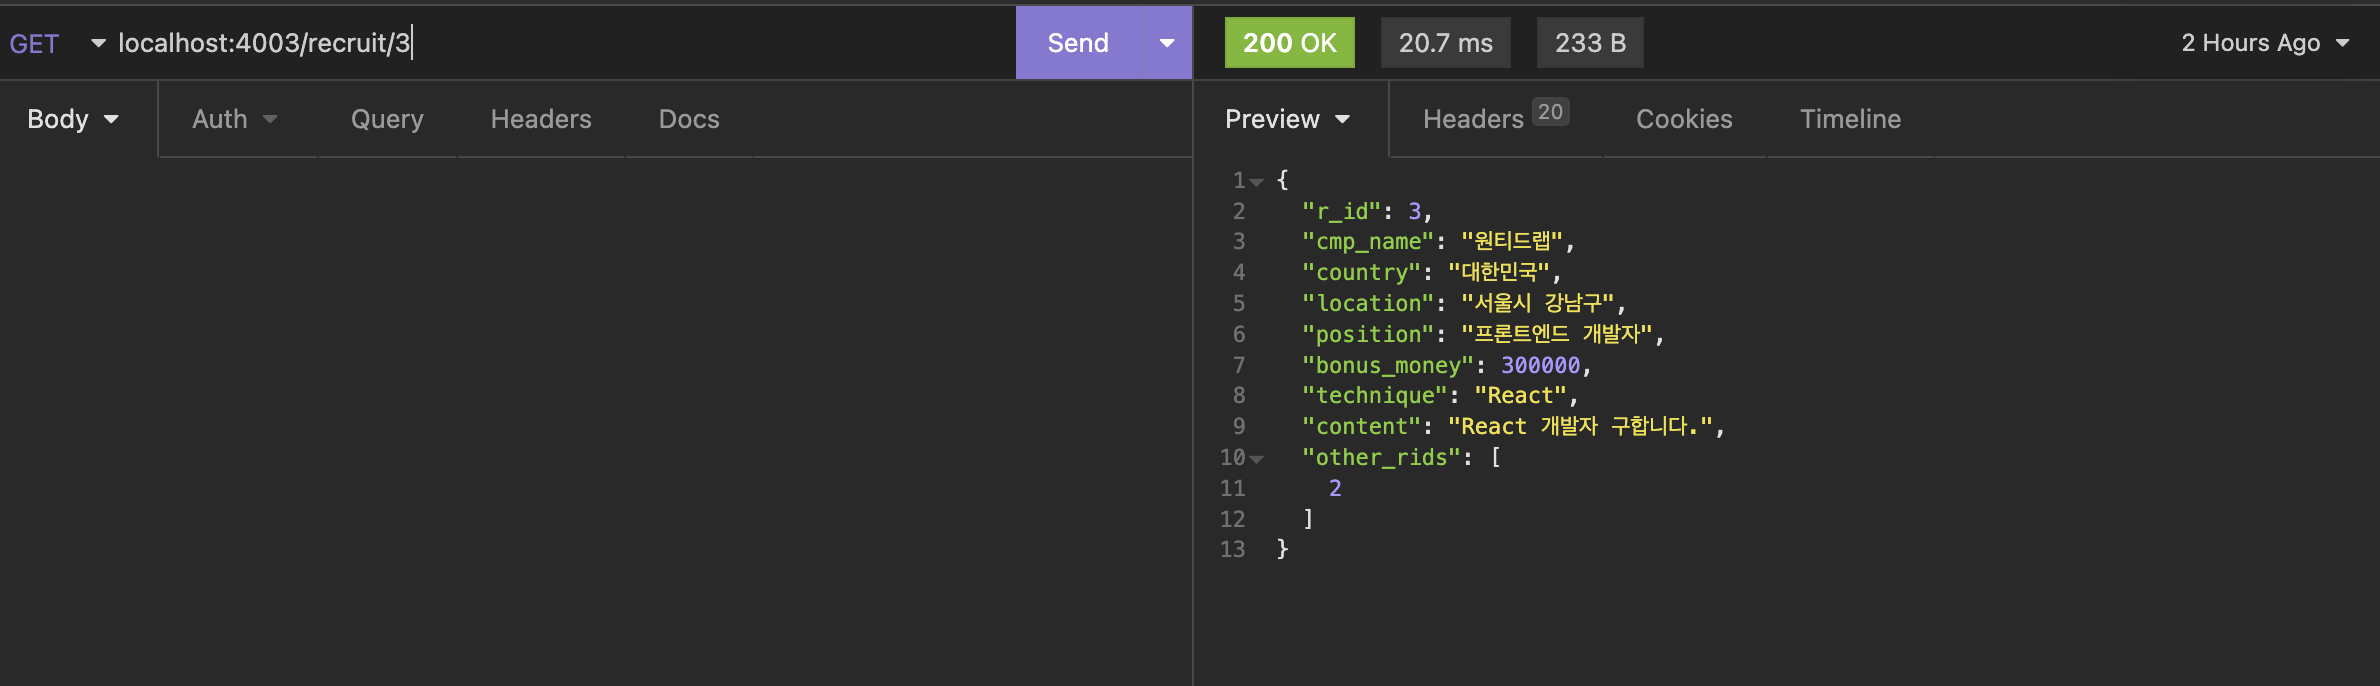 GET localhost:4003/recruit/3 Send 200 OK 20.7 ms 233 B 2 Hours Ago
Body Auth Query Headers Docs Preview Headers 20 Cookies Timeline
1 {
2 "r_id": 3,
3 "cmp_name": "원티드랩",
4 "country": "대한민국",
5 "location": "서울시 강남구",
6 "position": "프론트엔드 개발자",
7 "bonus_money": 300000,
8 "technique": "React",
9 "content": "React 개발자 구합니다.",
10 "other_rids": [
11 2
12 ]
13 }